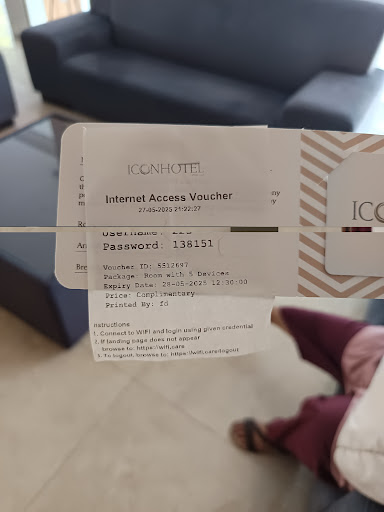 ICONHOTEL
Internet Access Voucher
27-05-2025 21:22:27
Username:
Password: 138151
Voucher ID: 5512697
Package: Room with 5 Devices
Expiry Date: 28-05-2025 12:30:00
Price: Complimentary
Printed By: fd
Instructions
1. Connect to WIFI and login using given credential
2. If landing page does not appear
browse to: https://wifi.care
3. To logout, browse to: https://wifi.care/logout
ICO